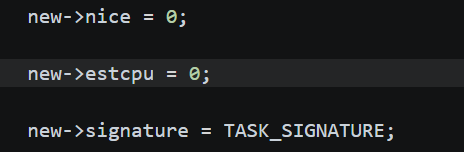 new->nice = 0;
new->estcpu = 0;
new->signature = TASK_SIGNATURE;